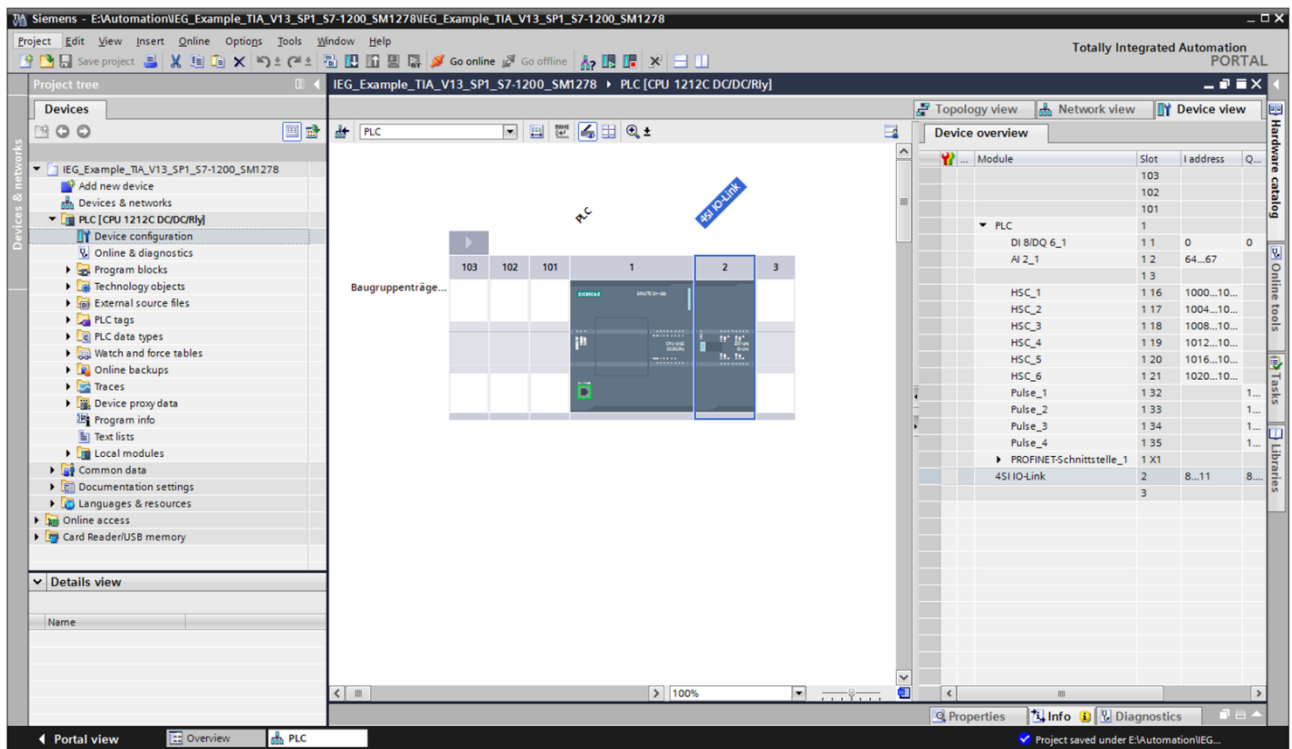 Siemens - E:\Automation\IEG_Example_TIA_V13_SP1_S7-1200_SM1278\IEG_Example_TIA_V13_SP1_S7-1200_SM1278
Project Edit View Insert Online Options Tools Window Help
Totally Integrated Automation
PORTAL
Save project Go online Go offline
Project tree
IEG_Example_TIA_V13_SP1_S7-1200_SM1278 PLC [CPU 1212C DC/DC/Rly]
Devices
Topology view Network view Device view
PLC
Device overview
... Module Slot I address Q...
103
102
101
PLC 1
DI 8/DQ 6_1 1 1 0 0
AI 2_1 1 2 64...67
1 3
HSC_1 1 16 1000...10...
HSC_2 1 17 1004...10...
HSC_3 1 18 1008...10...
HSC_4 1 19 1012...10...
HSC_5 1 20 1016...10...
HSC_6 1 21 1020...10...
Pulse_1 1 32 1...
Pulse_2 1 33 1...
Pulse_3 1 34 1...
Pulse_4 1 35 1...
PROFINET-Schnittstelle_1 1 X1
4SI IO-Link 2 8...11 8...
3
IEG_Example_TIA_V13_SP1_S7-1200_SM1278
Add new device
Devices & networks
PLC [CPU 1212C DC/DC/Rly]
Device configuration
Online & diagnostics
Program blocks
Technology objects
External source files
PLC tags
PLC data types
Watch and force tables
Online backups
Traces
Device proxy data
Program info
Text lists
Local modules
Common data
Documentation settings
Languages & resources
Online access
Card Reader/USB memory
PLC
4SI IO-Link
103 102 101 1 2 3
Baugruppenträge...
SIEMENS
Details view
Name
100%
Properties Info Diagnostics
Devices & networks
Hardware catalog
Online tools
Tasks
Libraries
Portal view Overview PLC
Project saved under E:\Automation\IEG...